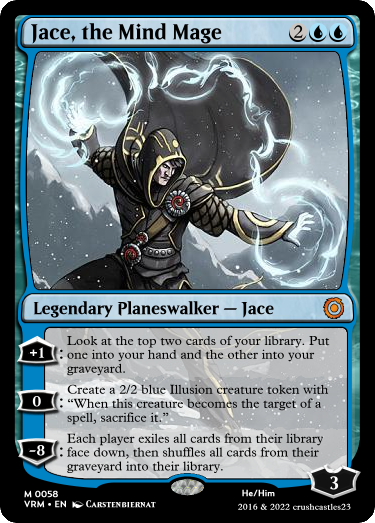 Jace, the Mind Mage 2
Legendary Planeswalker — Jace
+1 : Look at the top two cards of your library. Put
one into your hand and the other into your
graveyard.
0 : Create a 2/2 blue Illusion creature token with
“When this creature becomes the target of a
spell, sacrifice it.”
-8 : Each player exiles all cards from their library
face down, then shuffles all cards from their
graveyard into their library.
3
M 0058 He/Him
VRM • EN CARSTENBIERNAT 2016 & 2022 crushcastles23